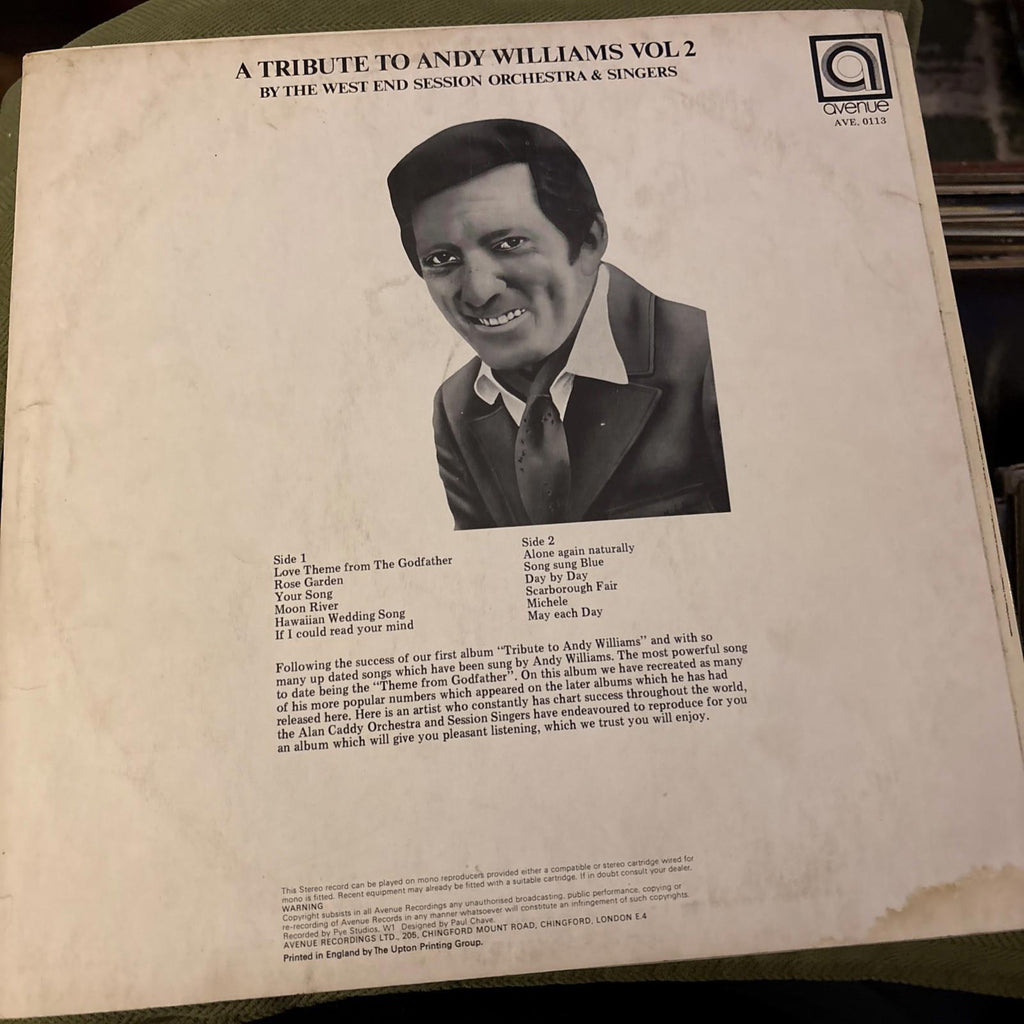 A TRIBUTE TO ANDY WILLIAMS VOL 2
BY THE WEST END SESSION ORCHESTRA & SINGERS
a
avenue
AVE. 0113
Side 1
Love Theme from The Godfather
Rose Garden
Your Song
Moon River
Hawaiian Wedding Song
If I could read your mind
Side 2
Alone again naturally
Song sung Blue
Day by Day
Scarborough Fair
Michele
May each Day
Following the success of our first album "Tribute to Andy Williams" and with so
many up dated songs which have been sung by Andy Williams. The most powerful song
to date being the "Theme from Godfather". On this album we have recreated as many
of his more popular numbers which appeared on the later albums which he has had
released here. Here is an artist who constantly has chart success throughout the world,
the Alan Caddy Orchestra and Session Singers have endeavoured to reproduce for you
an album which will give you pleasant listening, which we trust you will enjoy.
This Stereo record can be played on mono reproducers provided either a compatible or stereo cartridge wired for
mono is fitted. Recent equipment may already be fitted with a suitable cartridge. If in doubt consult your dealer.
WARNING
Copyright subsists in all Avenue Recordings any unauthorised broadcasting, public performance, copying or
re-recording of Avenue Records in any manner whatsoever will constitute an infringement of such copyrights.
Recorded by Pye Studios, W1 Designed by Paul Chave.
AVENUE RECORDINGS LTD., 205, CHINGFORD MOUNT ROAD, CHINGFORD, LONDON E.4
Printed in England by The Upton Printing Group.